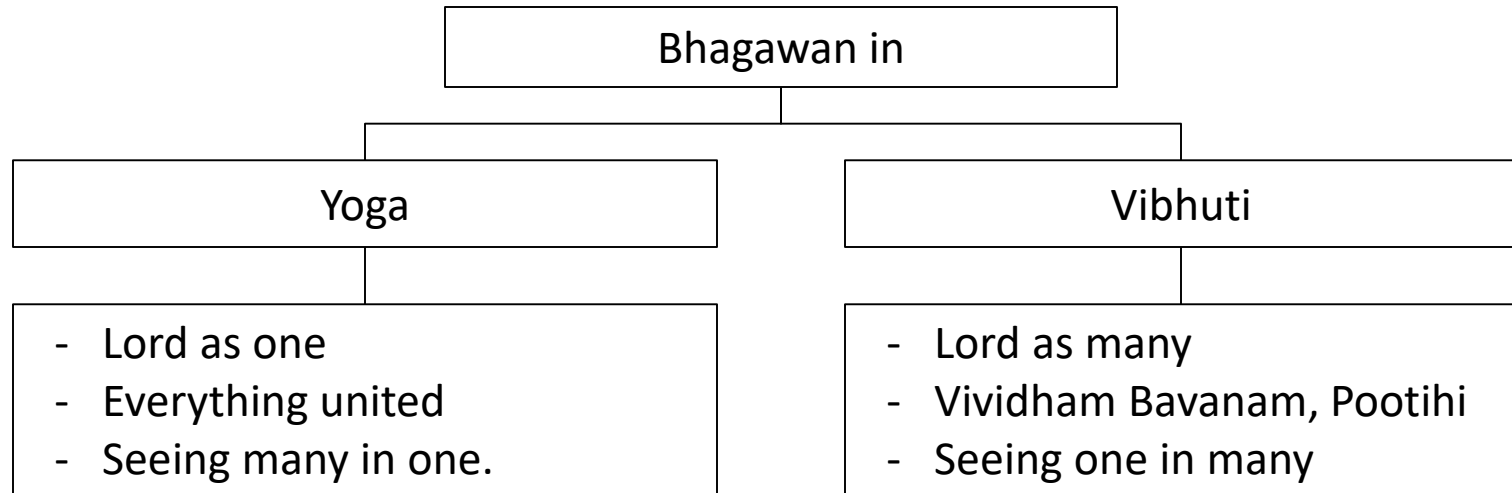 Bhagawan in
Yoga
Vibhuti
- Lord as one
- Everything united
- Seeing many in one.
- Lord as many
- Vividham Bavanam, Pootihi
- Seeing one in many